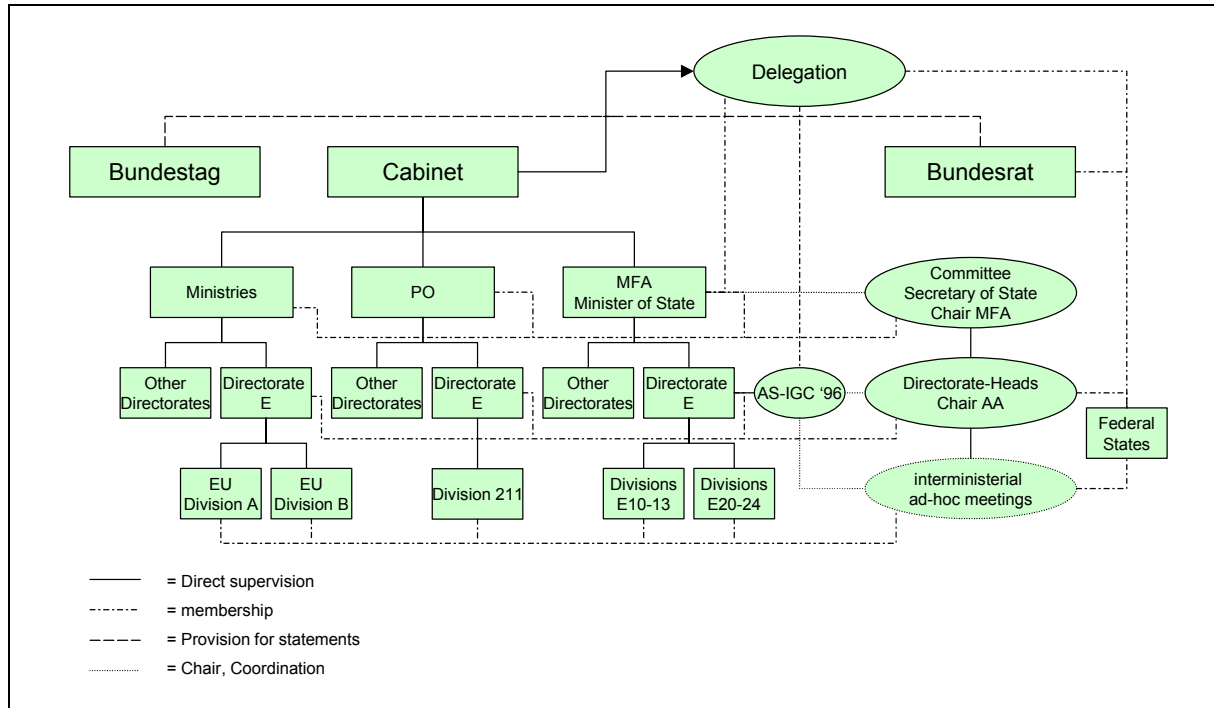 Delegation
Bundestag
Cabinet
Bundesrat
Ministries
PO
MFA
Minister of State
Committee
Secretary of State
Chair MFA
Other
Directorates
Directorate
E
Other
Directorates
Directorate
E
Other
Directorates
Directorate
E
AS-IGC ‘96
Directorate-Heads
Chair AA
Federal
States
EU
Division A
EU
Division B
Division 211
Divisions
E10-13
Divisions
E20-24
interministerial
ad-hoc meetings
= Direct supervision
= membership
= Provision for statements
= Chair, Coordination